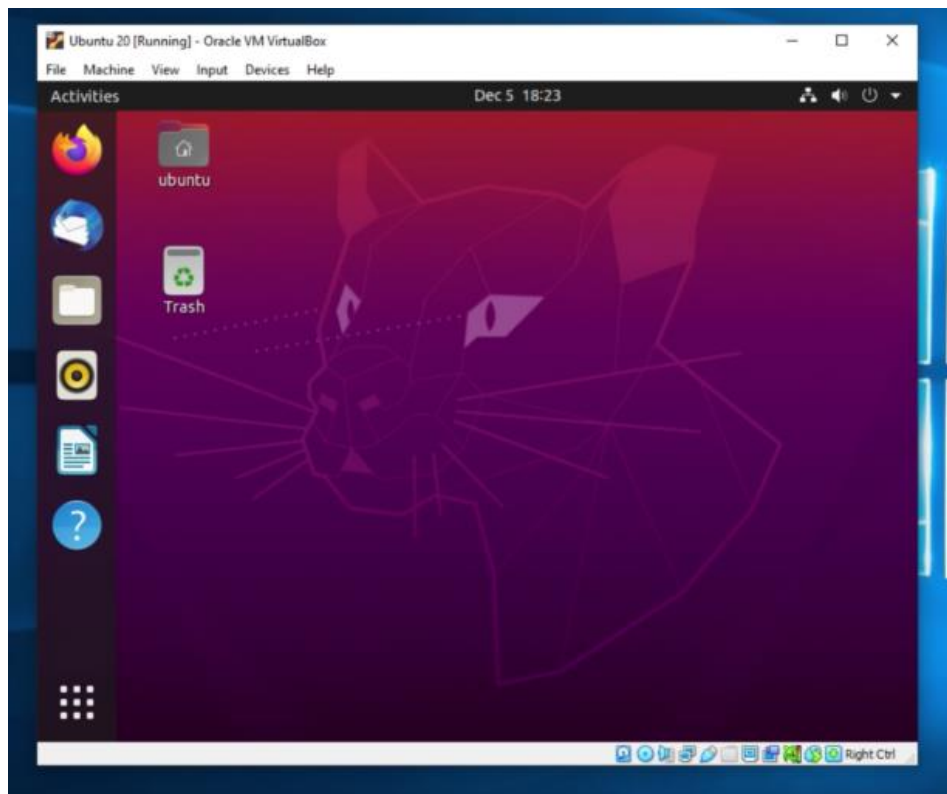 Ubuntu 20 [Running] - Oracle VM VirtualBox
File Machine View Input Devices Help
Activities Dec 5 18:23
ubuntu
Trash
?
Right Ctrl